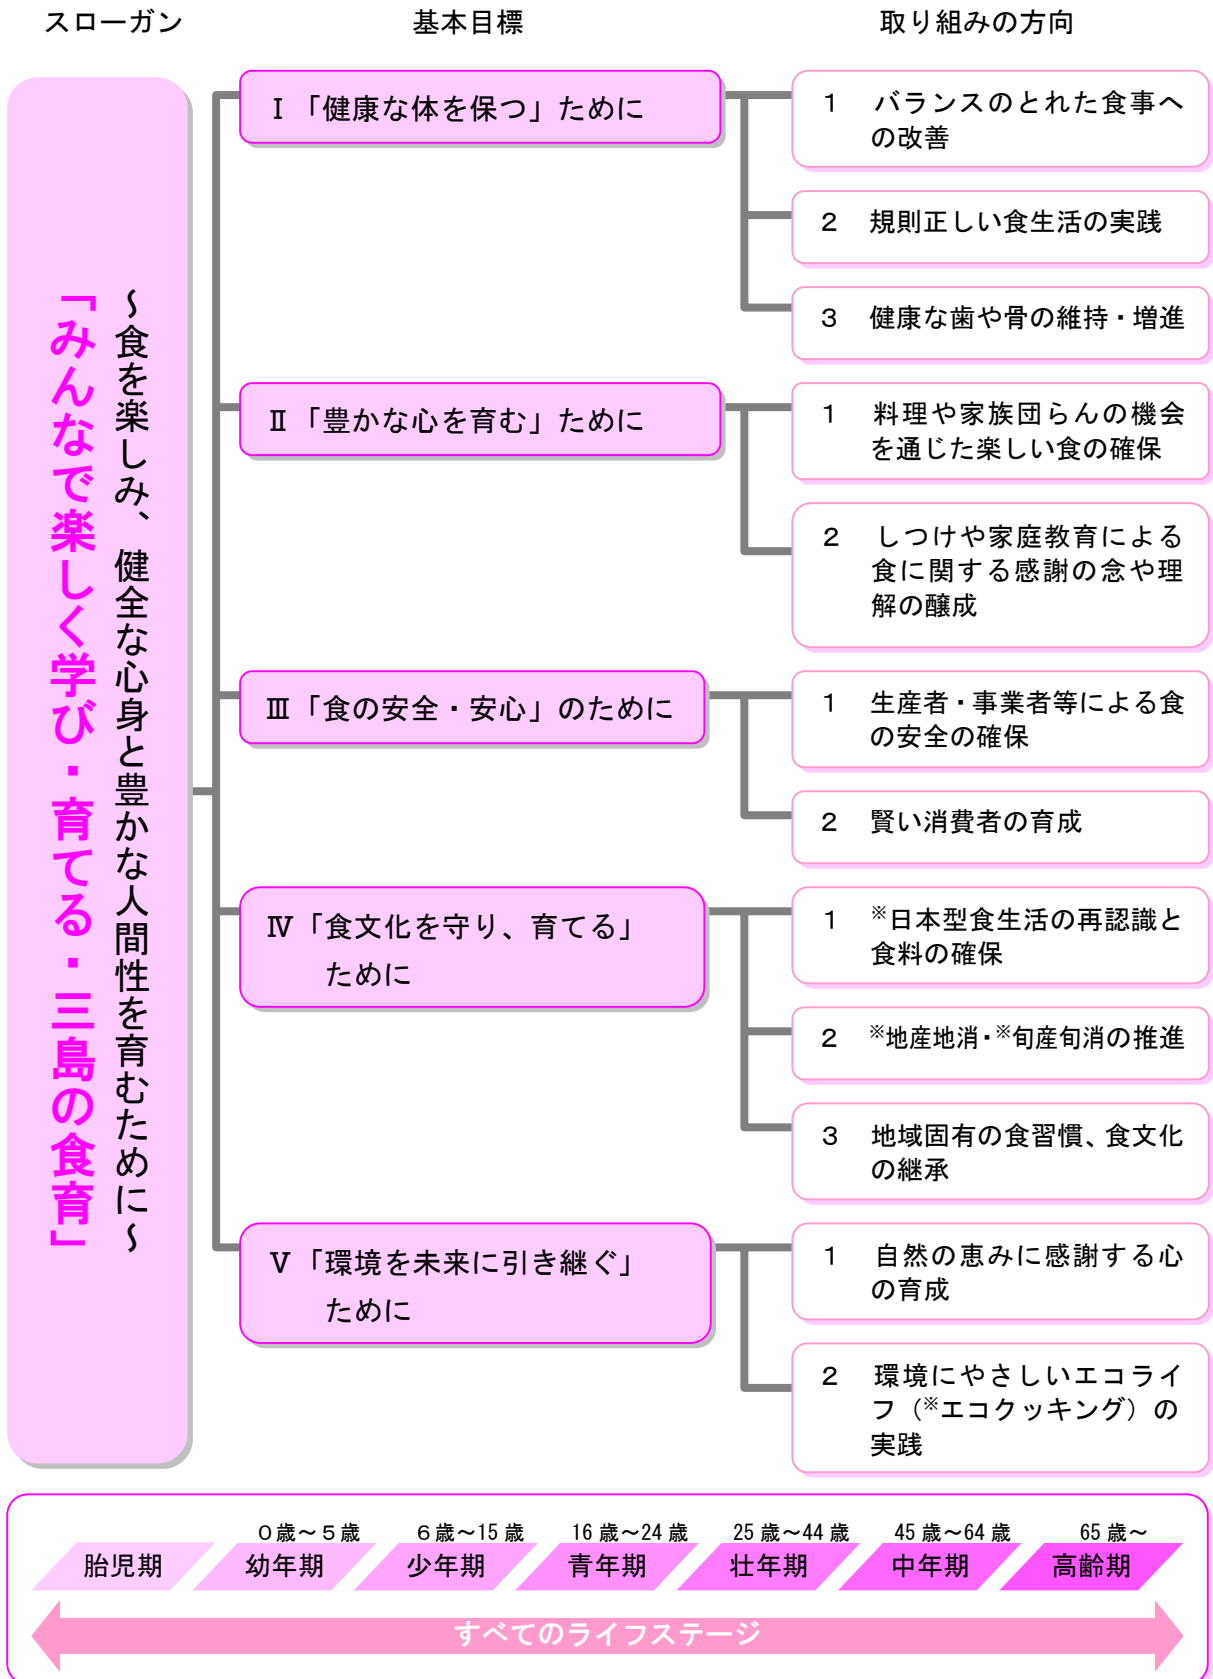 スローガン
基本目標
取り組みの方向
「みんなで楽しく学び・育てる・三島の食育」
～食を楽しみ、健全な心身と豊かな人間性を育むために～
Ⅰ「健康な体を保つ」ために
1 バランスのとれた食事へ
の改善
2 規則正しい食生活の実践
3 健康な歯や骨の維持・増進
Ⅱ「豊かな心を育む」ために
1 料理や家族団らんの機会
を通じた楽しい食の確保
2 しつけや家庭教育による
食に関する感謝の念や理
解の醸成
Ⅲ「食の安全・安心」のために
1 生産者・事業者等による食
の安全の確保
2 賢い消費者の育成
Ⅳ「食文化を守り、育てる」
ために
1 ※日本型食生活の再認識と
食料の確保
2 ※地産地消・※旬産旬消の推進
3 地域固有の食習慣、食文化
の継承
Ⅴ「環境を未来に引き継ぐ」
ために
1 自然の恵みに感謝する心
の育成
2 環境にやさしいエコライ
フ（※エコクッキング）の
実践
0歳～5歳 6歳～15歳 16歳～24歳 25歳～44歳 45歳～64歳 65歳～
胎児期 幼年期 少年期 青年期 壮年期 中年期 高齢期
すべてのライフステージ